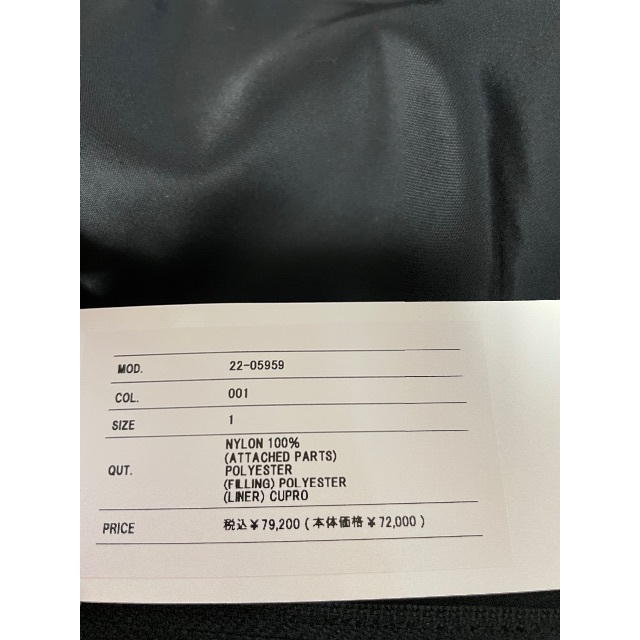 MOD. 22-05959
COL. 001
SIZE 1
QUT. NYLON 100%
(ATTACHED PARTS)
POLYESTER
(FILLING) POLYESTER
(LINER) CUPRO
PRICE 税込¥79,200(本体価格¥72,000)